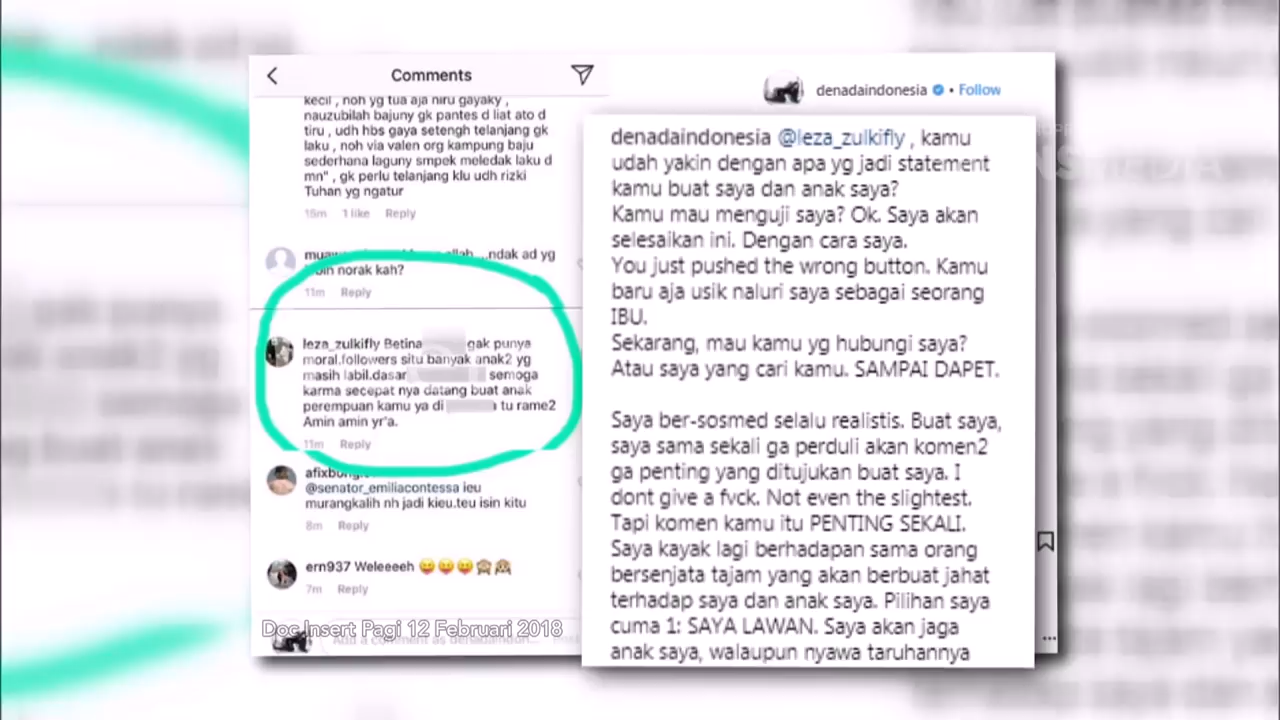 Comments
kecil , noh yg tua aja niru gayaky ,
nauzubilah bajuny gk pantes d liat ato d
tiru , udh hbs gaya setengh telanjang gk
laku , noh via valen org kampung baju
sederhana laguny smpek meledak laku d
mn" , gk perlu telanjang klu udh rizki
Tuhan yg ngatur
15m 1 like Reply
ndak ad yg
norak kah?
11m Reply
leza_zulkifly Betina gak punya
moral.followers situ banyak anak2 yg
masih labil.dasar semoga
karma secepat nya datang buat anak
perempuan kamu ya di tu rame2
Amin amin yr'a.
11m Reply
@senator_emiliacontessa ieu
murangkalih nh jadi kieu.teu isin kitu
8m Reply
ern937 Weleeeeh 😜😜😜🙈🙈
7m Reply
Doc Insert Pagi 12 Februari 2018
denadaindonesia • Follow
denadaindonesia @leza_zulkifly , kamu
udah yakin dengan apa yg jadi statement
kamu buat saya dan anak saya?
Kamu mau menguji saya? Ok. Saya akan
selesaikan ini. Dengan cara saya.
You just pushed the wrong button. Kamu
baru aja usik naluri saya sebagai seorang
IBU.
Sekarang, mau kamu yg hubungi saya?
Atau saya yang cari kamu. SAMPAI DAPET.
Saya ber-sosmed selalu realistis. Buat saya,
saya sama sekali ga perduli akan komen2
ga penting yang ditujukan buat saya. I
dont give a fvck. Not even the slightest.
Tapi komen kamu itu PENTING SEKALI.
Saya kayak lagi berhadapan sama orang
bersenjata tajam yang akan berbuat jahat
terhadap saya dan anak saya. Pilihan saya
cuma 1: SAYA LAWAN. Saya akan jaga
anak saya, walaupun nyawa taruhannya